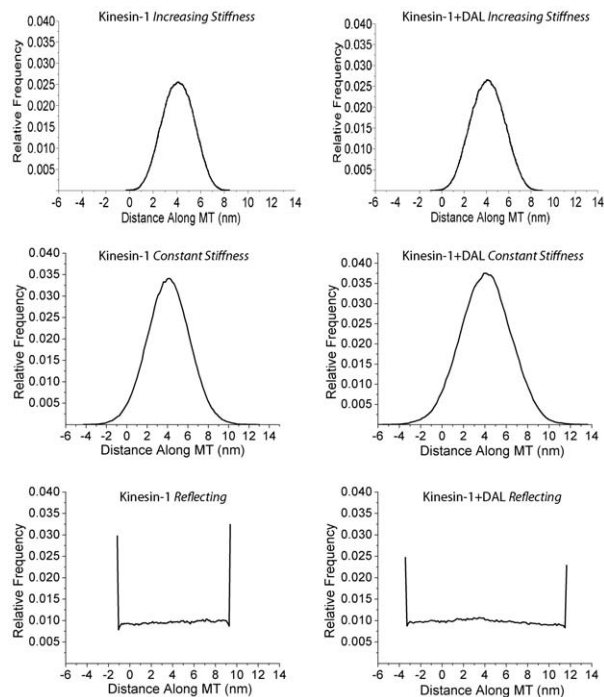 Kinesin-1 Increasing Stiffness
Relative Frequency
0.040
0.035
0.030
0.025
0.020
0.015
0.010
0.005
-6 -4 -2 0 2 4 6 8 10 12 14
Distance Along MT (nm)
Kinesin-1+DAL Increasing Stiffness
Relative Frequency
0.040
0.035
0.030
0.025
0.020
0.015
0.010
0.005
-6 -4 -2 0 2 4 6 8 10 12 14
Distance Along MT (nm)
Kinesin-1 Constant Stiffness
Relative Frequency
0.040
0.035
0.030
0.025
0.020
0.015
0.010
0.005
-6 -4 -2 0 2 4 6 8 10 12 14
Distance Along MT (nm)
Kinesin-1+DAL Constant Stiffness
Relative Frequency
0.040
0.035
0.030
0.025
0.020
0.015
0.010
0.005
-6 -4 -2 0 2 4 6 8 10 12 14
Distance Along MT (nm)
Kinesin-1 Reflecting
Relative Frequency
0.040
0.035
0.030
0.025
0.020
0.015
0.010
0.005
-6 -4 -2 0 2 4 6 8 10 12 14
Distance Along MT (nm)
Kinesin-1+DAL Reflecting
Relative Frequency
0.040
0.035
0.030
0.025
0.020
0.015
0.010
0.005
-6 -4 -2 0 2 4 6 8 10 12 14
Distance Along MT (nm)